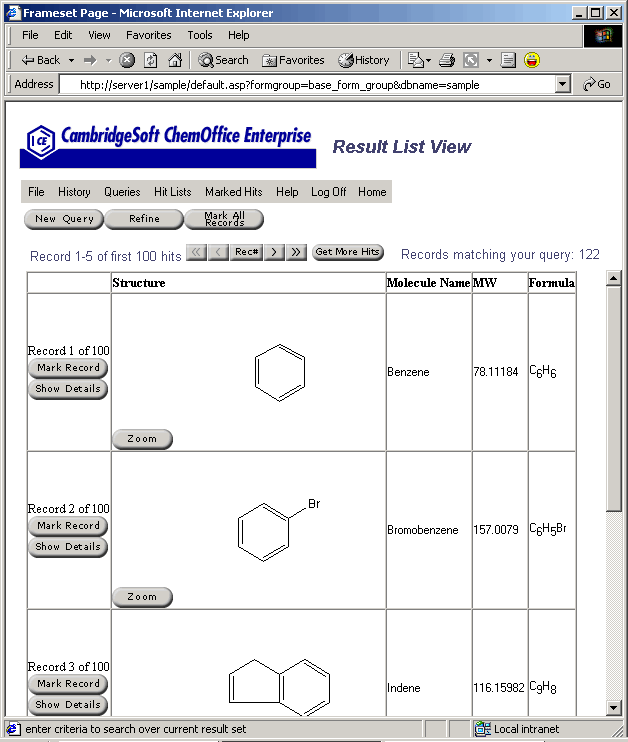 Frameset Page - Microsoft Internet Explorer
File Edit View Favorites Tools Help
Back Search Favorites History
Address http://server1/sample/default.asp?formgroup=base_form_group&dbname=sample Go
ICE CambridgeSoft ChemOffice Enterprise Result List View
File History Queries Hit Lists Marked Hits Help Log Off Home
New Query Refine Mark All Records
Record 1-5 of first 100 hits << < Rec# > >> Get More Hits Records matching your query: 122
Structure Molecule Name MW Formula
Record 1 of 100
Mark Record
Show Details
Zoom
Benzene 78.11184 C6H6
Record 2 of 100
Mark Record
Show Details
Br
Zoom
Bromobenzene 157.0079 C6H5Br
Record 3 of 100
Mark Record
Show Details
Indene 116.15982 C9H8
enter criteria to search over current result set Local intranet